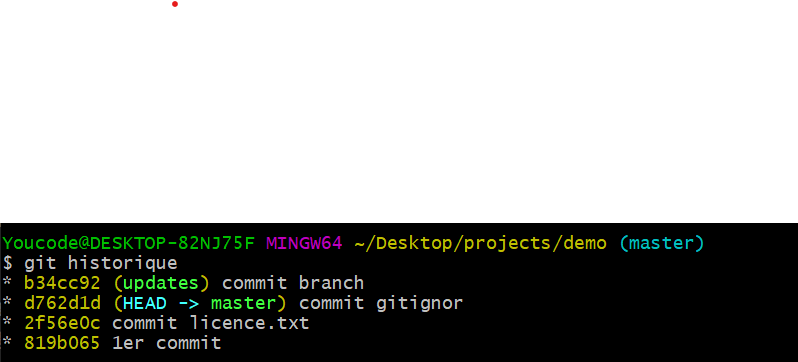 Youcode@DESKTOP-82NJ75F MINGW64 ~/Desktop/projects/demo (master)
$ git historique
* b34cc92 (updates) commit branch
* d762d1d (HEAD -> master) commit gitignor
* 2f56e0c commit licence.txt
* 819b065 1er commit